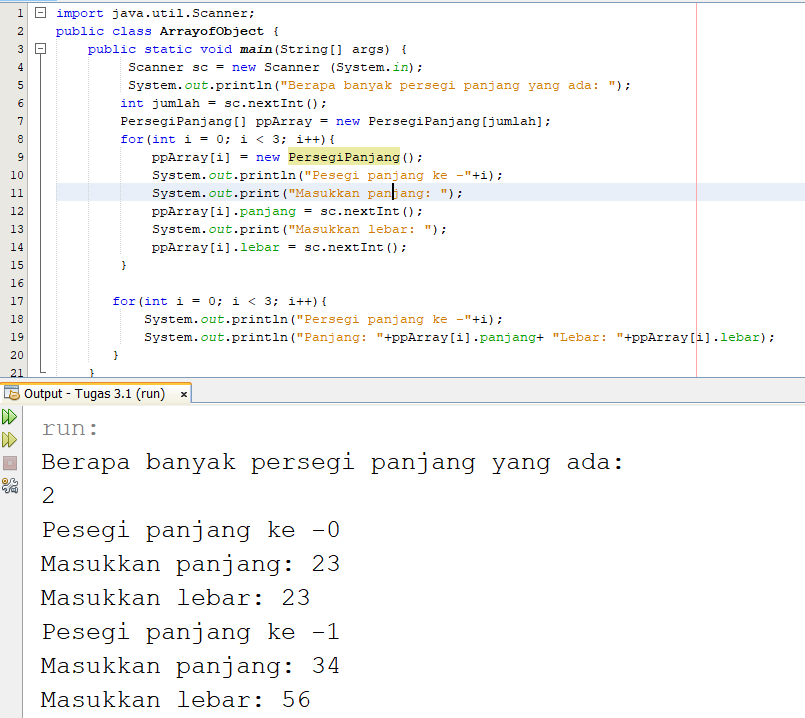 1 import java.util.Scanner;
2 public class ArrayofObject {
3 public static void main(String[] args) {
4 Scanner sc = new Scanner (System.in);
5 System.out.println("Berapa banyak persegi panjang yang ada: ");
6 int jumlah = sc.nextInt();
7 PersegiPanjang[] ppArray = new PersegiPanjang[jumlah];
8 for(int i = 0; i < 3; i++){
9 ppArray[i] = new PersegiPanjang();
10 System.out.println("Pesegi panjang ke -"+i);
11 System.out.print("Masukkan panjang: ");
12 ppArray[i].panjang = sc.nextInt();
13 System.out.print("Masukkan lebar: ");
14 ppArray[i].lebar = sc.nextInt();
15 }
16
17 for(int i = 0; i < 3; i++){
18 System.out.println("Persegi panjang ke -"+i);
19 System.out.println("Panjang: "+ppArray[i].panjang+ "Lebar: "+ppArray[i].lebar);
20 }
21 }
Output - Tugas 3.1 (run) ×
run:
Berapa banyak persegi panjang yang ada:
2
Pesegi panjang ke -0
Masukkan panjang: 23
Masukkan lebar: 23
Pesegi panjang ke -1
Masukkan panjang: 34
Masukkan lebar: 56